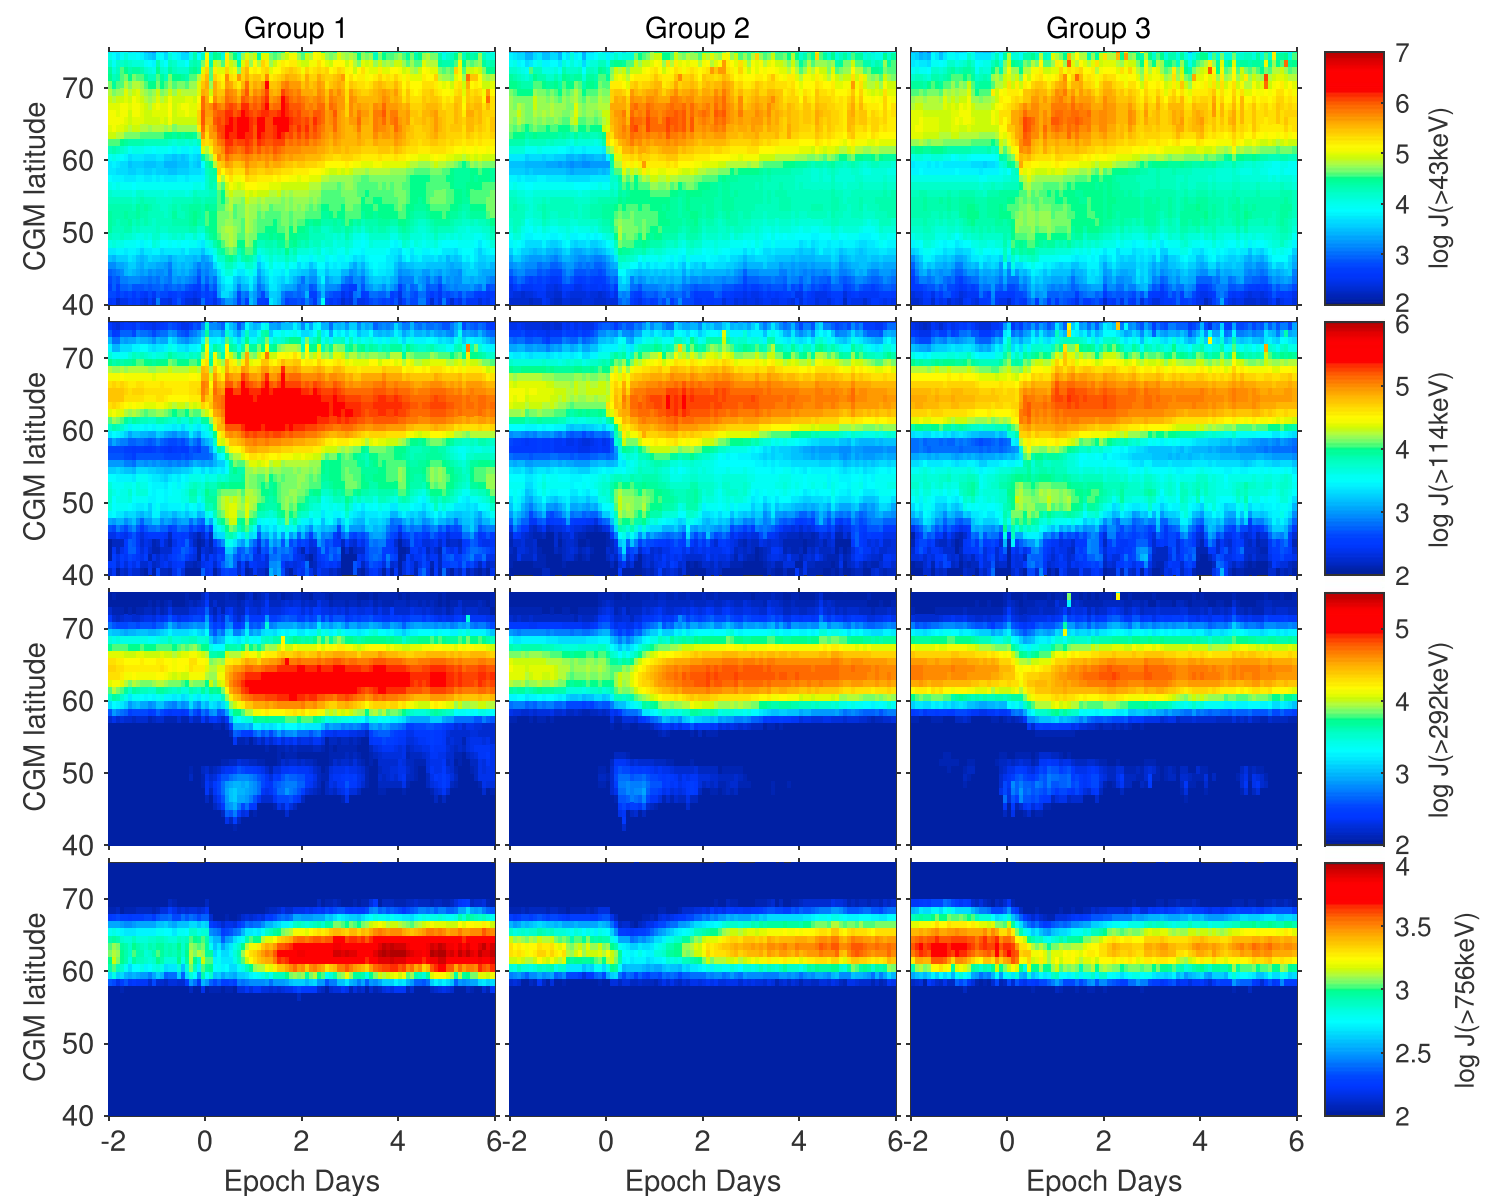 Group 1 Group 2 Group 3
CGM latitude 70 60 50 40
7 6 5 4 3 2 log J(>43keV)
CGM latitude 70 60 50 40
6 5 4 3 2 log J(>114keV)
CGM latitude 70 60 50 40
5 4 3 2 log J(>292keV)
CGM latitude 70 60 50 40
4 3.5 3 2.5 2 log J(>756keV)
-2 0 2 4 6 -2 0 2 4 6 -2 0 2 4 6
Epoch Days Epoch Days Epoch Days